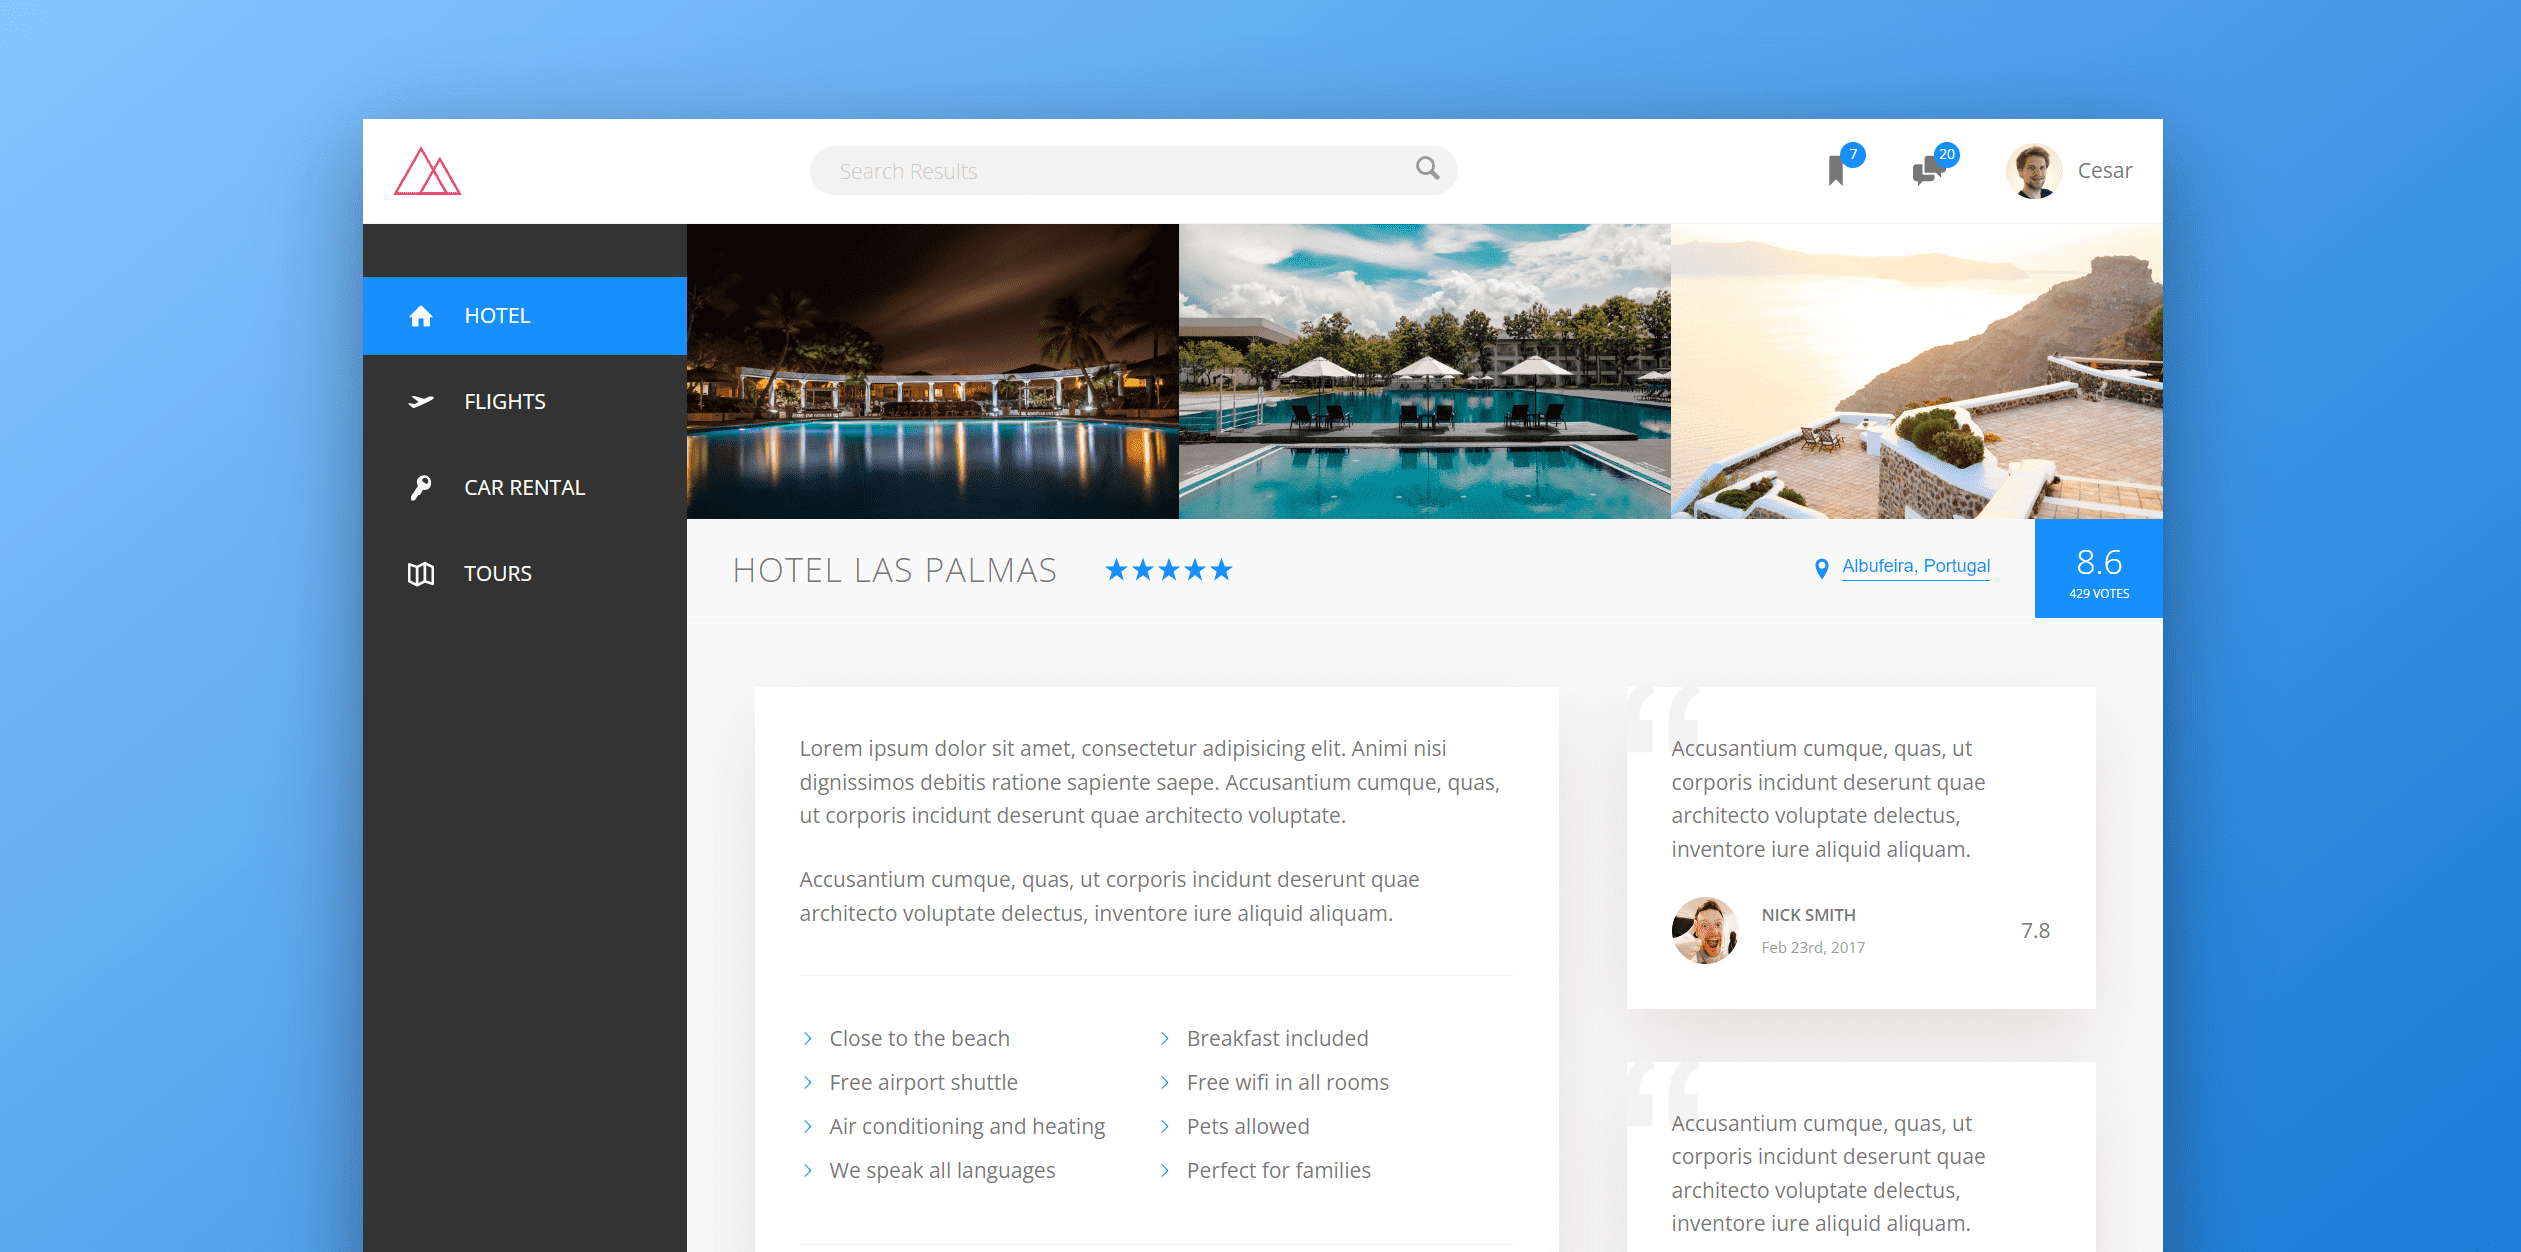 Search Results
7
20
Cesar
HOTEL
FLIGHTS
CAR RENTAL
TOURS
HOTEL LAS PALMAS
Albufeira, Portugal
8.6
429 VOTES
Lorem ipsum dolor sit amet, consectetur adipisicing elit. Animi nisi
dignissimos debitis ratione sapiente saepe. Accusantium cumque, quas,
ut corporis incidunt deserunt quae architecto voluptate.
Accusantium cumque, quas, ut corporis incidunt deserunt quae
architecto voluptate delectus, inventore iure aliquid aliquam.
Close to the beach
Free airport shuttle
Air conditioning and heating
We speak all languages
Breakfast included
Free wifi in all rooms
Pets allowed
Perfect for families
“
Accusantium cumque, quas, ut
corporis incidunt deserunt quae
architecto voluptate delectus,
inventore iure aliquid aliquam.
NICK SMITH
Feb 23rd, 2017
7.8
“
Accusantium cumque, quas, ut
corporis incidunt deserunt quae
architecto voluptate delectus,
inventore iure aliquid aliquam.